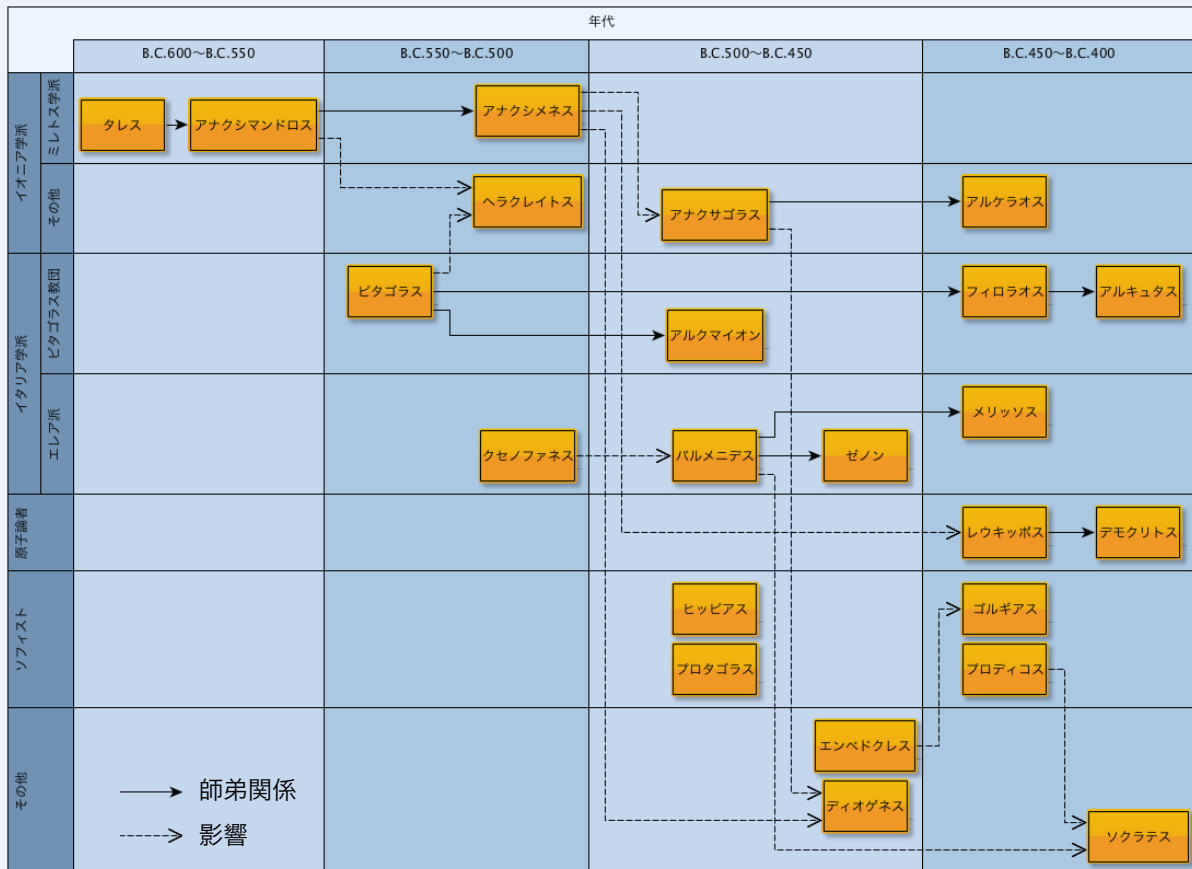 年代
B.C.600～B.C.550
B.C.550～B.C.500
B.C.500～B.C.450
B.C.450～B.C.400
イオニア学派
ミレトス学派
タレス
アナクシマンドロス
アナクシメネス
その他
ヘラクレイトス
アナクサゴラス
アルケラオス
イタリア学派
ピタゴラス教団
ピタゴラス
フィロラオス
アルキュタス
アルクマイオン
エレア派
メリッソス
クセノファネス
パルメニデス
ゼノン
原子論者
レウキッポス
デモクリトス
ソフィスト
ヒッピアス
ゴルギアス
プロタゴラス
プロディコス
その他
エンペドクレス
ディオゲネス
ソクラテス
師弟関係
影響